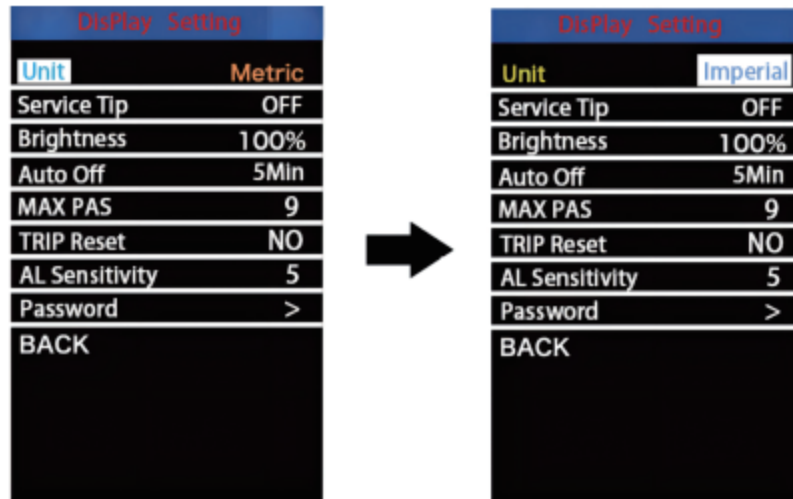 DisPlay Setting
Unit Metric
Service Tip OFF
Brightness 100%
Auto Off 5Min
MAX PAS 9
TRIP Reset NO
AL Sensitivity 5
Password >
BACK
DisPlay Setting
Unit Imperial
Service Tip OFF
Brightness 100%
Auto Off 5Min
MAX PAS 9
TRIP Reset NO
AL Sensitivity 5
Password >
BACK